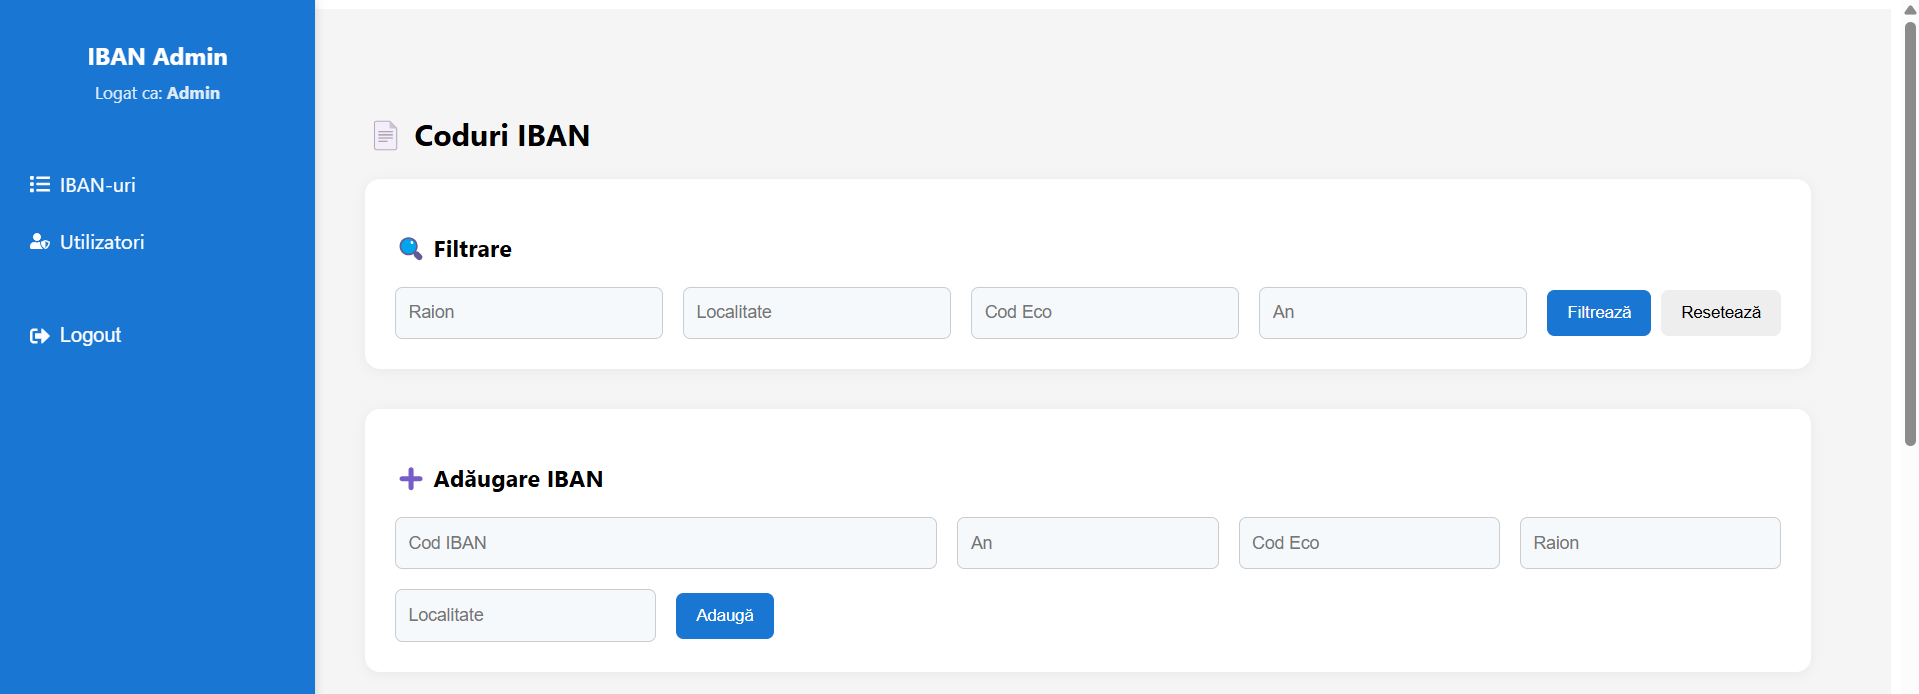 IBAN Admin
Logat ca: Admin
IBAN-uri
Utilizatori
Logout
Coduri IBAN
Filtrare
Raion
Localitate
Cod Eco
An
Filtrează
Resetează
Adăugare IBAN
Cod IBAN
An
Cod Eco
Raion
Localitate
Adaugă